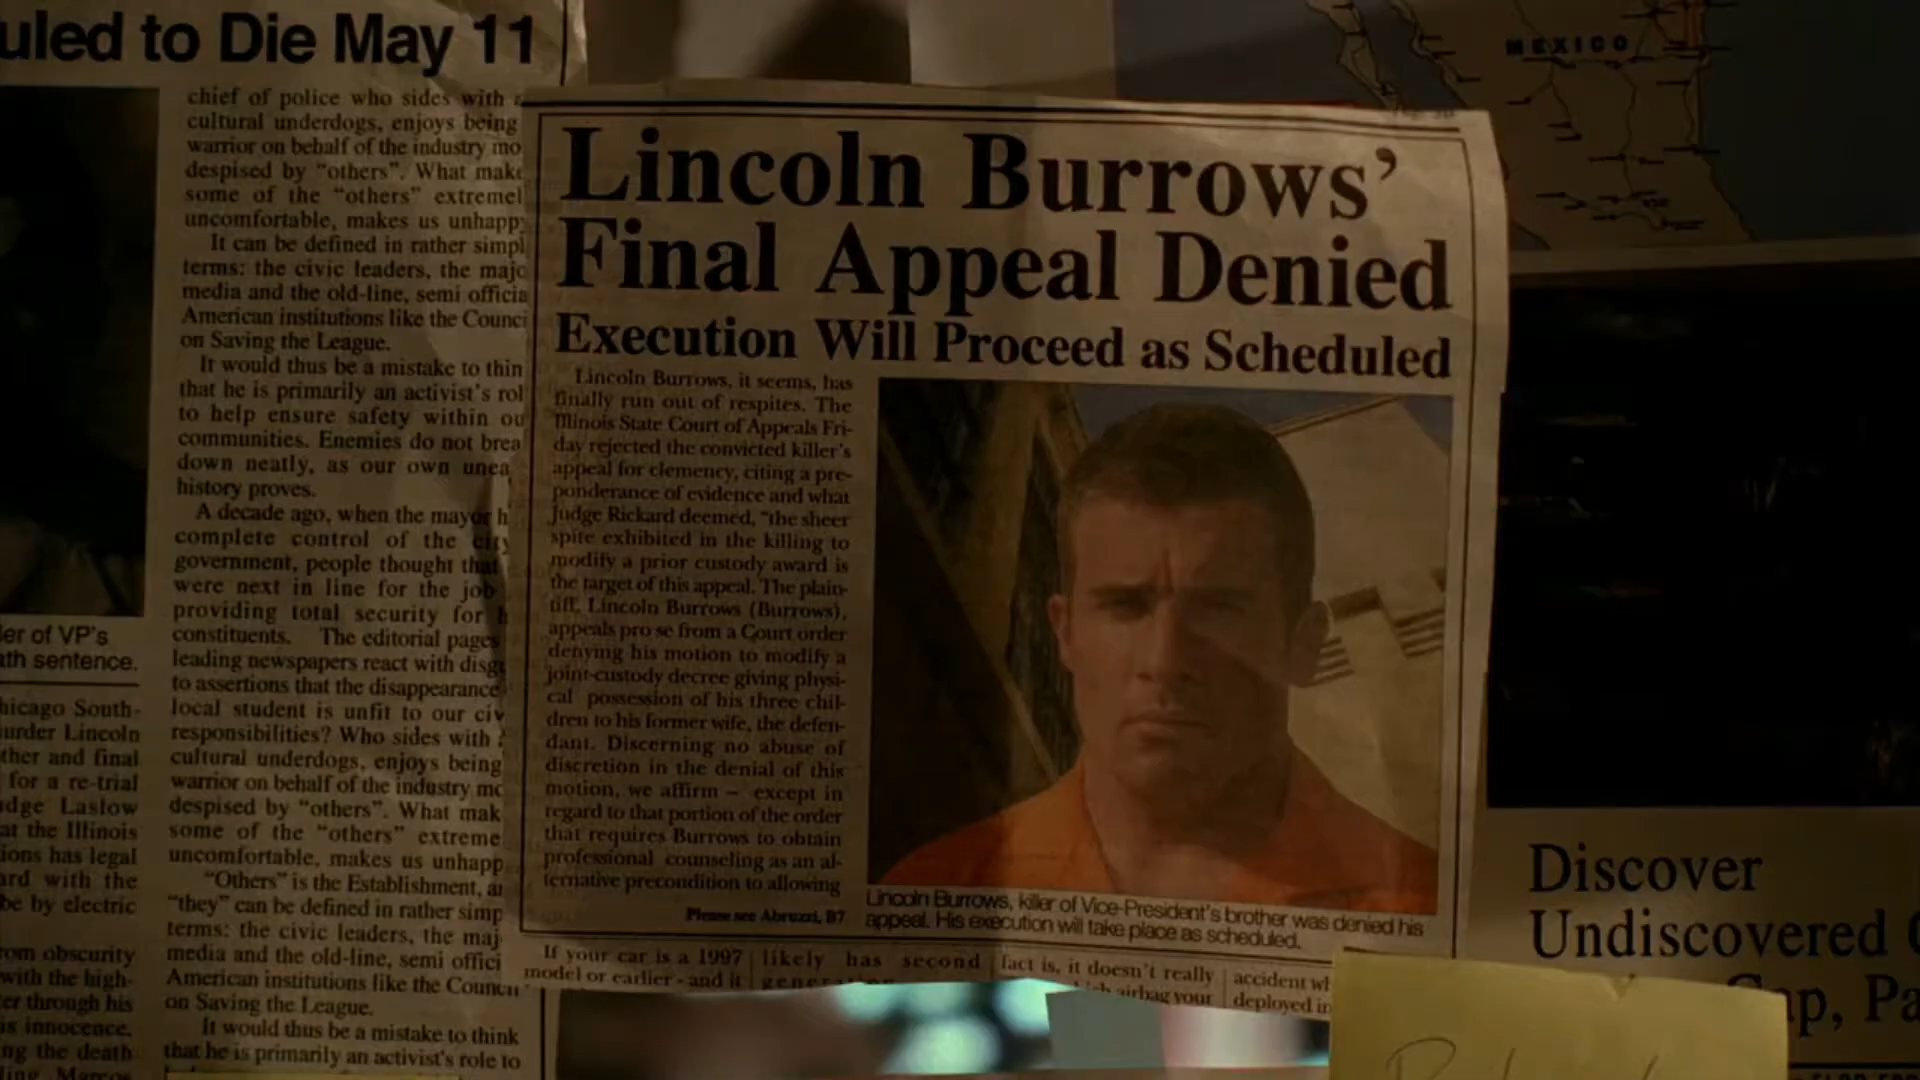 uled to Die May 11
chief of police who sides with
cultural underdogs, enjoys being
warrior on behalf of the industry mo
despised by “others”. What make
some of the “others” extremel
uncomfortable, makes us unhappy
It can be defined in rather simpl
terms: the civic leaders, the majo
media and the old-line, semi officia
American institutions like the Counci
on Saving the League.
It would thus be a mistake to thin
that he is primarily an activist's rol
to help ensure safety within ou
communities. Enemies do not brea
down neatly, as our own unea
history proves.
A decade ago, when the mayor h
complete control of the city
government, people thought that
were next in line for the job
providing total security for h
constituents. The editorial pages
leading newspapers react with disgu
to assertions that the disappearance
local student is unfit to our civ
responsibilities? Who sides with a
cultural underdogs, enjoys being
warrior on behalf of the industry mo
despised by “others”. What mak
some of the “others” extreme
uncomfortable, makes us unhapp
“Others” is the Establishment, an
“they” can be defined in rather simp
terms: the civic leaders, the maj
media and the old-line, semi offici
American institutions like the Council
on Saving the League.
It would thus be a mistake to think
that he is primarily an activist's role to
ler of VP's
ath sentence.
hicago South-
urder Lincoln
ther and final
for a re-trial
udge Laslow
at the Illinois
ions has legal
ard with the
be by electric
rom obscurity
with the high-
er through his
is innocence,
ng the death
ling Marcos
Lincoln Burrows’
Final Appeal Denied
Execution Will Proceed as Scheduled
Lincoln Burrows, it seems, has
finally run out of respites. The
Illinois State Court of Appeals Fri-
day rejected the convicted killer's
appeal for clemency, citing a pre-
ponderance of evidence and what
Judge Rickard deemed, “the sheer
spite exhibited in the killing to
modify a prior custody award is
the target of this appeal. The plain-
tiff, Lincoln Burrows (Burrows),
appeals pro se from a Court order
denying his motion to modify a
joint-custody decree giving physi-
cal possession of his three chil-
dren to his former wife, the defen-
dant. Discerning no abuse of
discretion in the denial of this
motion, we affirm – except in
regard to that portion of the order
that requires Burrows to obtain
professional counseling as an al-
ternative precondition to allowing
Please see Abruzzi, B7
Lincoln Burrows, killer of Vice-President's brother was denied his
appeal. His execution will take place as scheduled.
If your car is a 1997
model or earlier - and it
likely has second
fact is, it doesn't really
airbag your
accident wh
deployed in
MEXICO
Discover
Undiscovered
ap, Pa